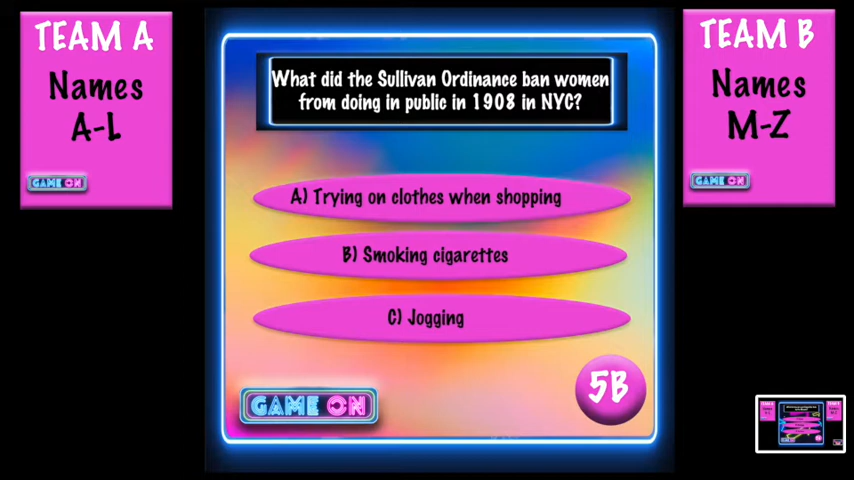 TEAM A
Names
A-L
GAME ON
What did the Sullivan Ordinance ban women
from doing in public in 1908 in NYC?
A) Trying on clothes when shopping
B) Smoking cigarettes
C) Jogging
GAME ON
5B
TEAM B
Names
M-Z
GAME ON